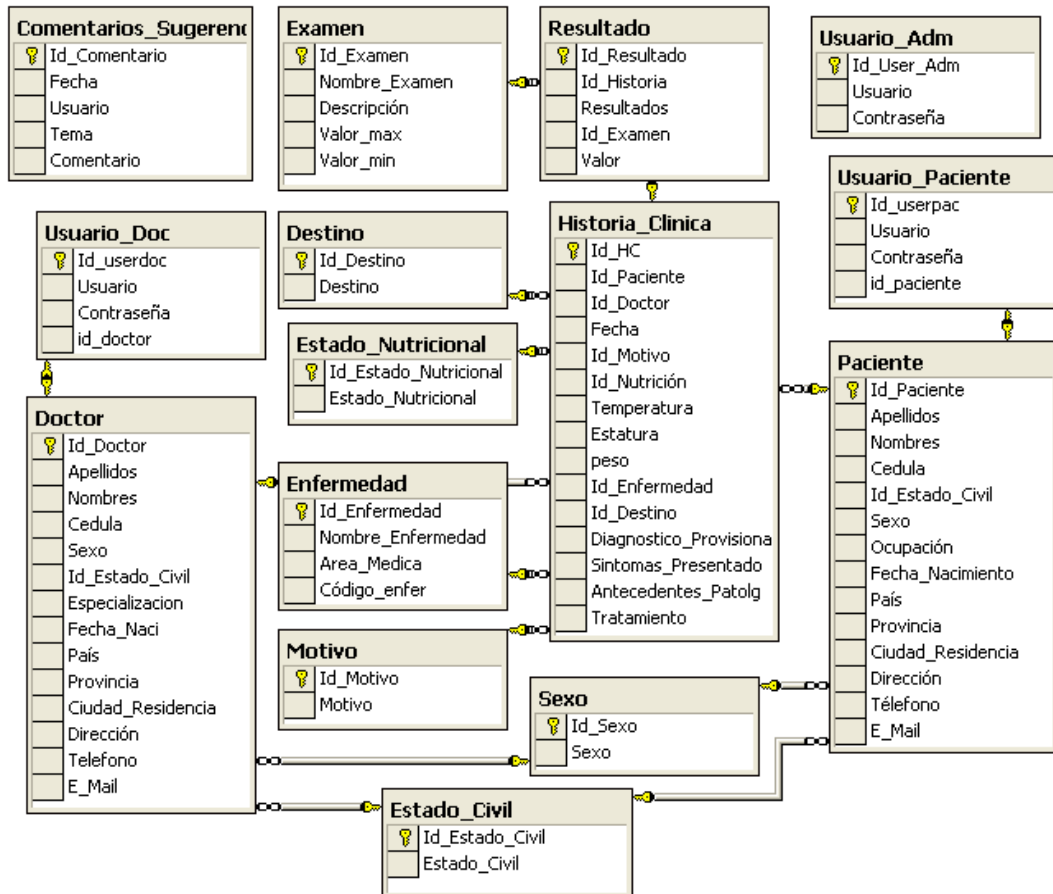 Comentarios_Sugerenc
Id_Comentario
Fecha
Usuario
Tema
Comentario
Examen
Id_Examen
Nombre_Examen
Descripción
Valor_max
Valor_min
Resultado
Id_Resultado
Id_Historia
Resultados
Id_Examen
Valor
Usuario_Adm
Id_User_Adm
Usuario
Contraseña
Usuario_Paciente
Id_userpac
Usuario
Contraseña
id_paciente
Usuario_Doc
Id_userdoc
Usuario
Contraseña
id_doctor
Destino
Id_Destino
Destino
Historia_Clinica
Id_HC
Id_Paciente
Id_Doctor
Fecha
Id_Motivo
Id_Nutrición
Temperatura
Estatura
peso
Id_Enfermedad
Id_Destino
Diagnostico_Provisiona
Sintomas_Presentado
Antecedentes_Patolg
Tratamiento
Estado_Nutricional
Id_Estado_Nutricional
Estado_Nutricional
Paciente
Id_Paciente
Apellidos
Nombres
Cedula
Id_Estado_Civil
Sexo
Ocupación
Fecha_Nacimiento
País
Provincia
Ciudad_Residencia
Dirección
Télefono
E_Mail
Doctor
Id_Doctor
Apellidos
Nombres
Cedula
Sexo
Id_Estado_Civil
Especializacion
Fecha_Naci
País
Provincia
Ciudad_Residencia
Dirección
Telefono
E_Mail
Enfermedad
Id_Enfermedad
Nombre_Enfermedad
Area_Medica
Código_enfer
Motivo
Id_Motivo
Motivo
Sexo
Id_Sexo
Sexo
Estado_Civil
Id_Estado_Civil
Estado_Civil